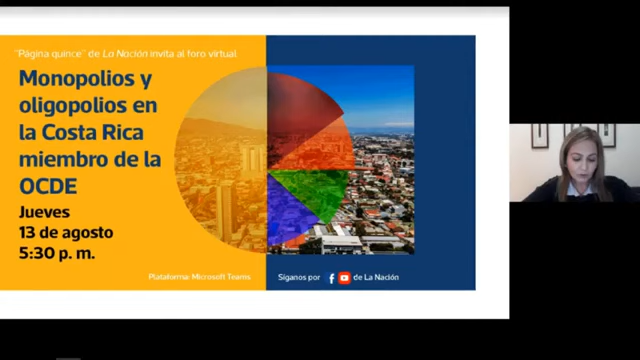 "Página quince" de La Nación invita al foro virtual
Monopolios y
oligopolios en
la Costa Rica
miembro de la
OCDE
Jueves
13 de agosto
5:30 p. m.
Plataforma: Microsoft Teams
Síganos por f de La Nación